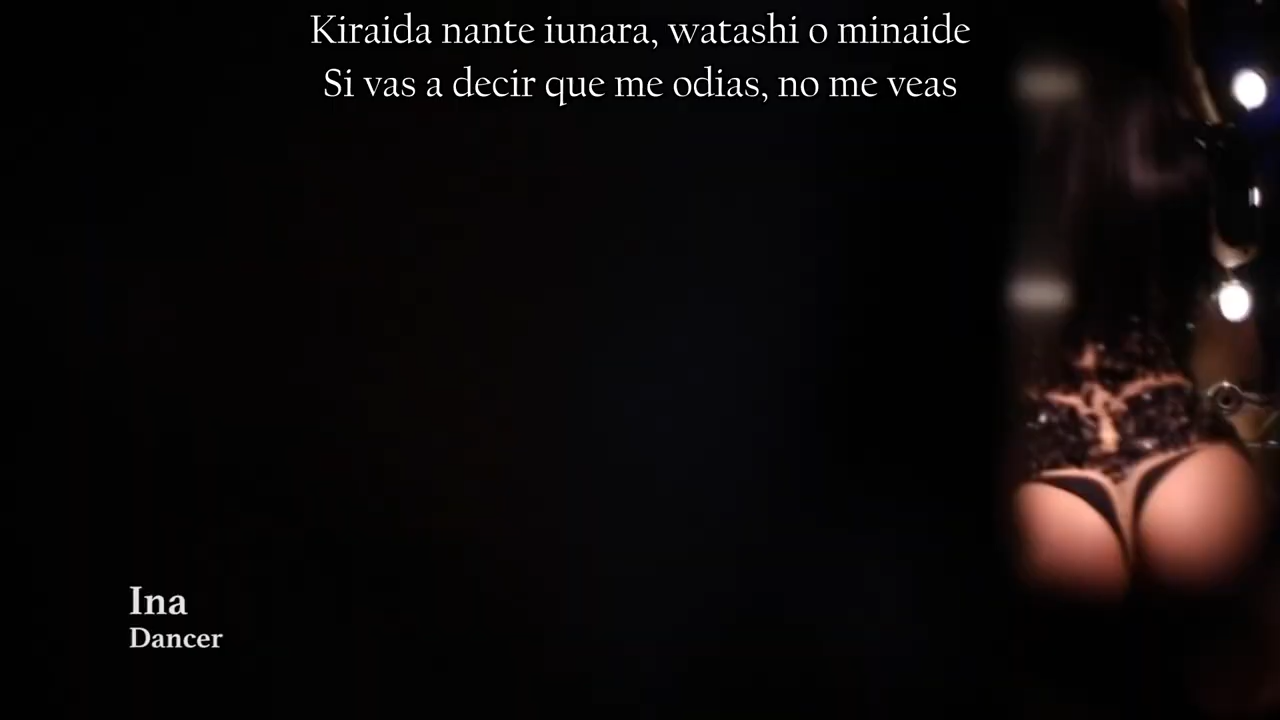 Kiraida nante iunara, watashi o minaide
Si vas a decir que me odias, no me veas
Ina
Dancer